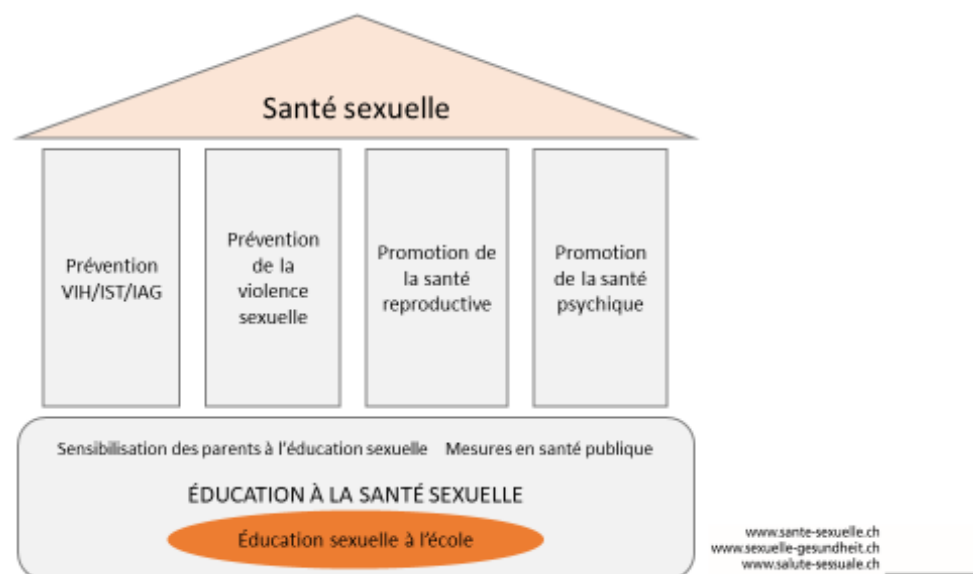 Santé sexuelle
Prévention
VIH/IST/IAG
Prévention
de la
violence
sexuelle
Promotion de
la santé
reproductive
Promotion
de la santé
psychique
Sensibilisation des parents à l'éducation sexuelle Mesures en santé publique
ÉDUCATION À LA SANTÉ SEXUELLE
Éducation sexuelle à l'école
www.sante-sexuelle.ch
www.sexuelle-gesundheit.ch
www.salute-sessuale.ch